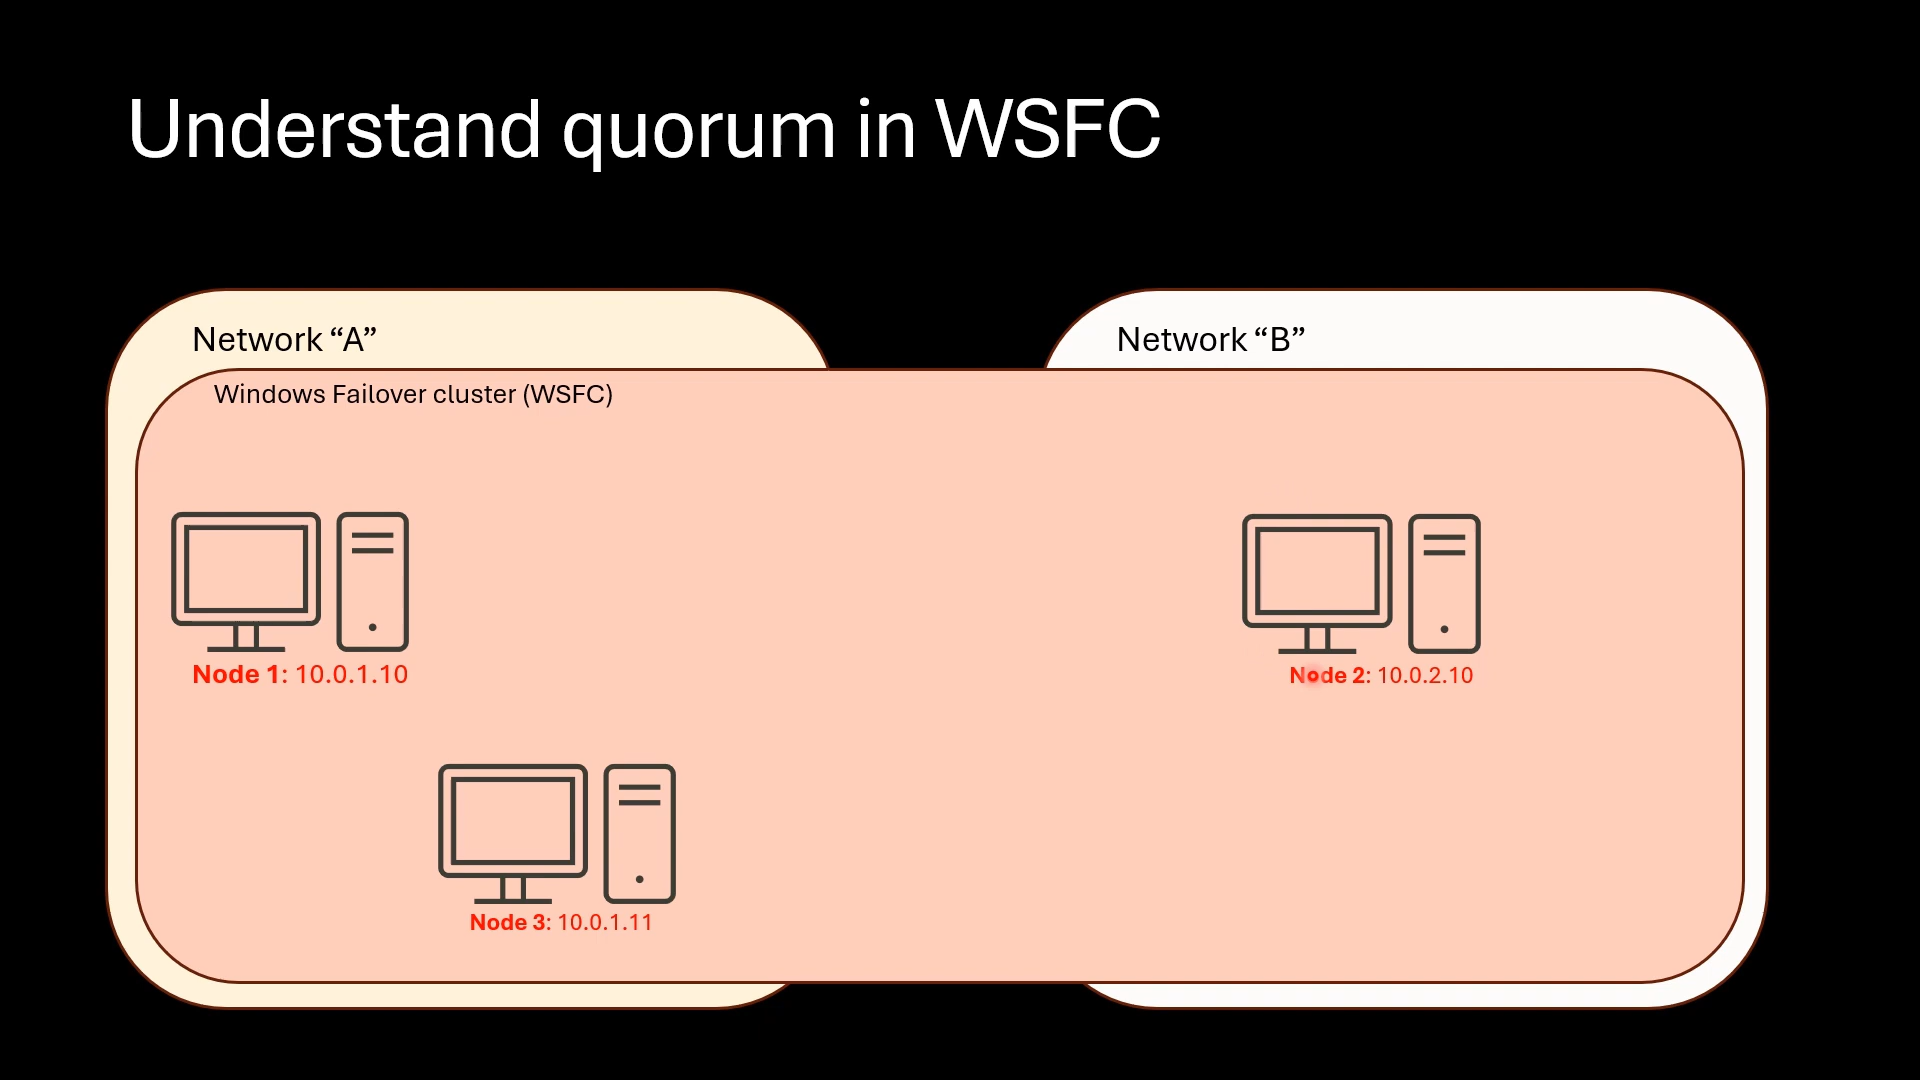 Understand quorum in WSFC
Network “A”
Network “B”
Windows Failover cluster (WSFC)
Node 1: 10.0.1.10
Node 2: 10.0.2.10
Node 3: 10.0.1.11